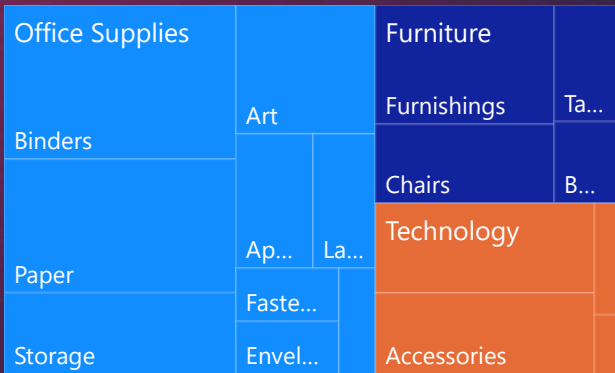 Office Supplies
Binders
Paper
Storage
Art
Ap...
La...
Faste...
Envel...
Furniture
Furnishings
Chairs
Ta...
B...
Technology
Accessories